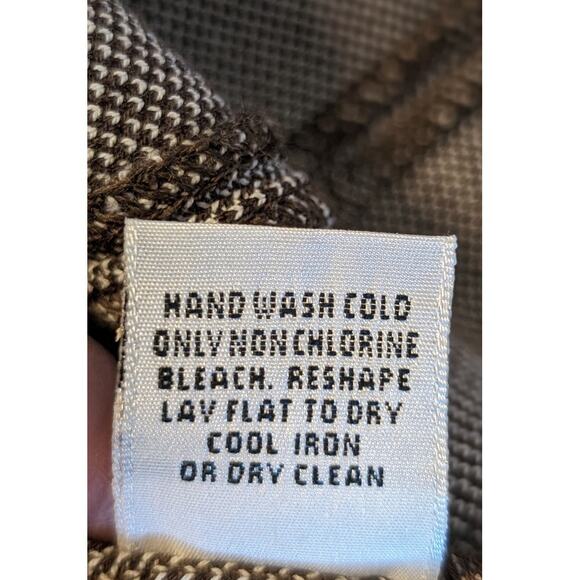 HAND WASH COLD
ONLY NON CHLORINE
BLEACH. RESHAPE
LAY FLAT TO DRY
COOL IRON
OR DRY CLEAN